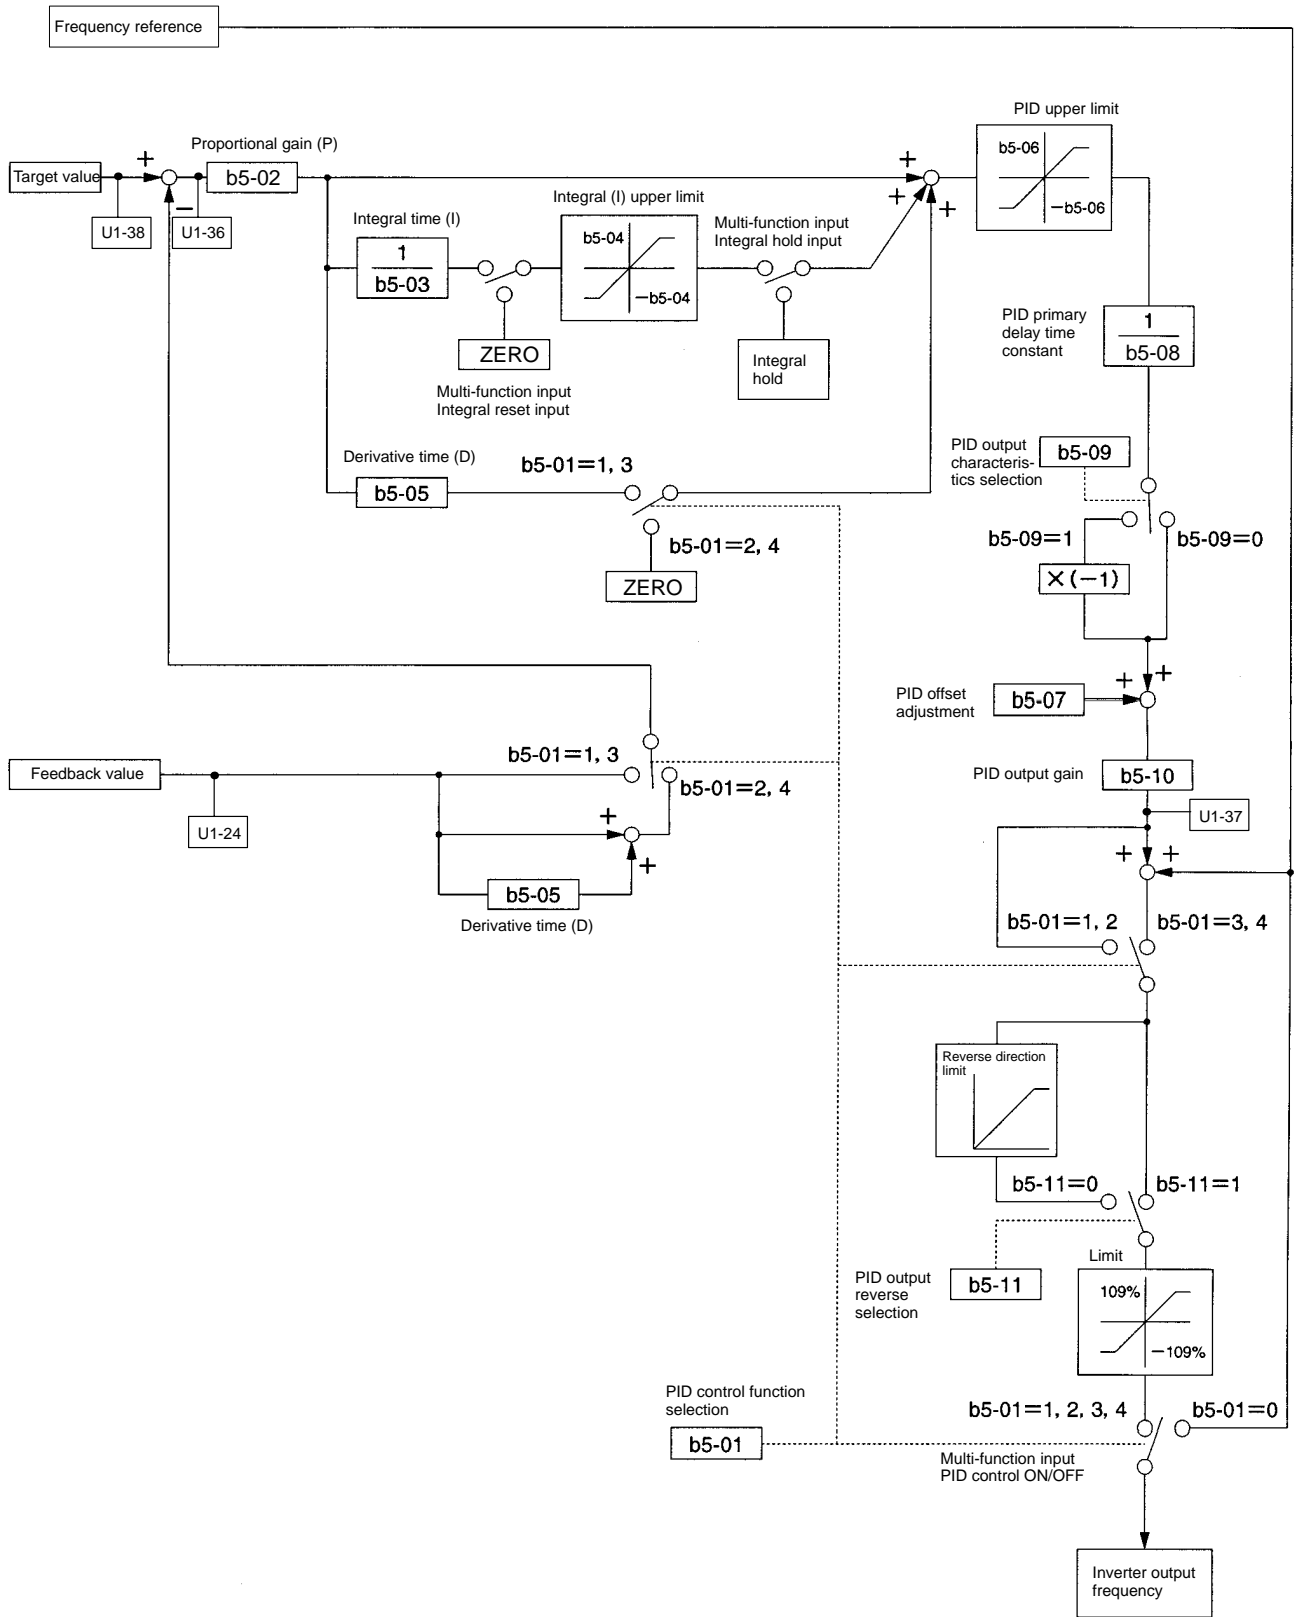 Frequency reference
PID upper limit
b5-06
−b5-06
Proportional gain (P)
Target value
+
−
b5-02
U1-38
U1-36
+
+
+
Integral time (I)
1
b5-03
Integral (I) upper limit
b5-04
−b5-04
Multi-function input
Integral hold input
ZERO
Multi-function input
Integral reset input
Integral
hold
PID primary
delay time
constant
1
b5-08
Derivative time (D)
b5-05
b5-01=1, 3
b5-01=2, 4
ZERO
PID output
characteris-
tics selection
b5-09
b5-09=1
b5-09=0
×(−1)
+
+
PID offset
adjustment
b5-07
Feedback value
U1-24
b5-01=1, 3
b5-01=2, 4
+
+
b5-05
Derivative time (D)
PID output gain
b5-10
U1-37
+
+
b5-01=1, 2
b5-01=3, 4
Reverse direction
limit
b5-11=0
b5-11=1
PID output
reverse
selection
b5-11
Limit
109%
−109%
PID control function
selection
b5-01
b5-01=1, 2, 3, 4
b5-01=0
Multi-function input
PID control ON/OFF
Inverter output
frequency